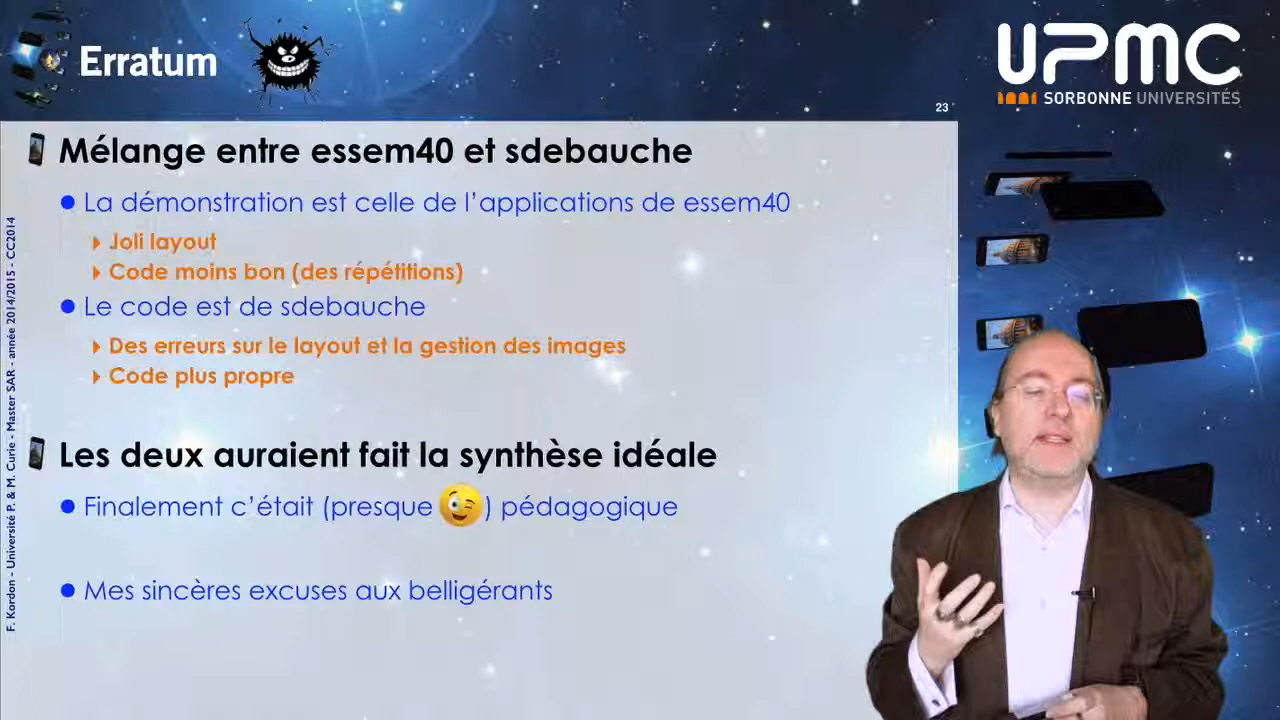 Erratum
UPMC
SORBONNE UNIVERSITÉS
23
Mélange entre essem40 et sdebauche
La démonstration est celle de l'applications de essem40
Joli layout
Code moins bon (des répétitions)
Le code est de sdebauche
Des erreurs sur le layout et la gestion des images
Code plus propre
Les deux auraient fait la synthèse idéale
Finalement c'était (presque 😉) pédagogique
Mes sincères excuses aux belligérants
F. Kordon - Université P. & M. Curie - Master SAR - année 2014/2015 - CC2014